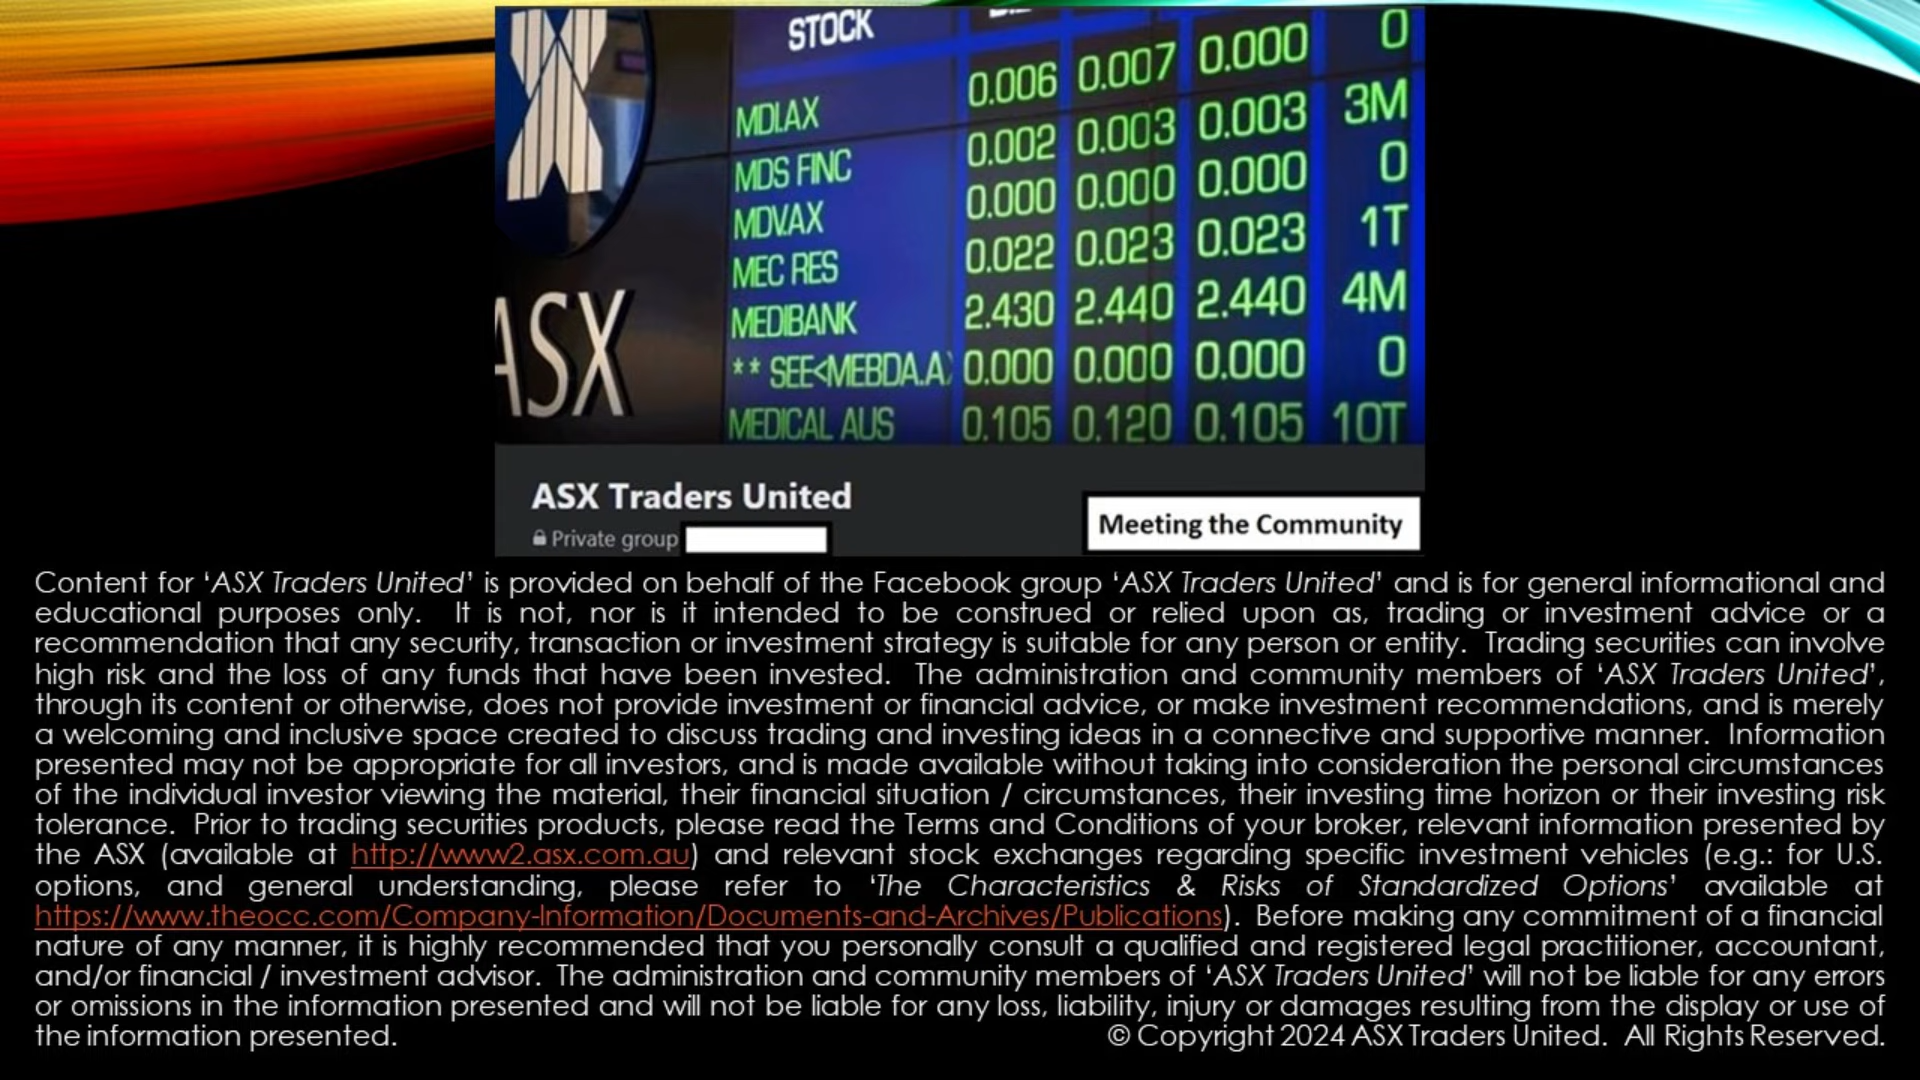 STOCK
0.006 0.007 0.000 0
MDI.AX 0.002 0.003 0.003 3M
MDS FINC 0.000 0.000 0.000 0
MDV.AX 0.022 0.023 0.023 1T
MEC RES 2.430 2.440 2.440 4M
MEDIBANK 0.000 0.000 0.000 0
** SEE<MEBDA.A 0.105 0.120 0.105 10T
MEDICAL AUS
ASX
ASX Traders United
Private group
Meeting the Community
Content for ‘ASX Traders United’ is provided on behalf of the Facebook group ‘ASX Traders United’ and is for general informational and
educational purposes only. It is not, nor is it intended to be construed or relied upon as, trading or investment advice or a
recommendation that any security, transaction or investment strategy is suitable for any person or entity. Trading securities can involve
high risk and the loss of any funds that have been invested. The administration and community members of ‘ASX Traders United’,
through its content or otherwise, does not provide investment or financial advice, or make investment recommendations, and is merely
a welcoming and inclusive space created to discuss trading and investing ideas in a connective and supportive manner. Information
presented may not be appropriate for all investors, and is made available without taking into consideration the personal circumstances
of the individual investor viewing the material, their financial situation / circumstances, their investing time horizon or their investing risk
tolerance. Prior to trading securities products, please read the Terms and Conditions of your broker, relevant information presented by
the ASX (available at http://www2.asx.com.au) and relevant stock exchanges regarding specific investment vehicles (e.g.: for U.S.
options, and general understanding, please refer to ‘The Characteristics & Risks of Standardized Options’ available at
https://www.theocc.com/Company-Information/Documents-and-Archives/Publications). Before making any commitment of a financial
nature of any manner, it is highly recommended that you personally consult a qualified and registered legal practitioner, accountant,
and/or financial / investment advisor. The administration and community members of ‘ASX Traders United’ will not be liable for any errors
or omissions in the information presented and will not be liable for any loss, liability, injury or damages resulting from the display or use of
the information presented. © Copyright 2024 ASX Traders United. All Rights Reserved.